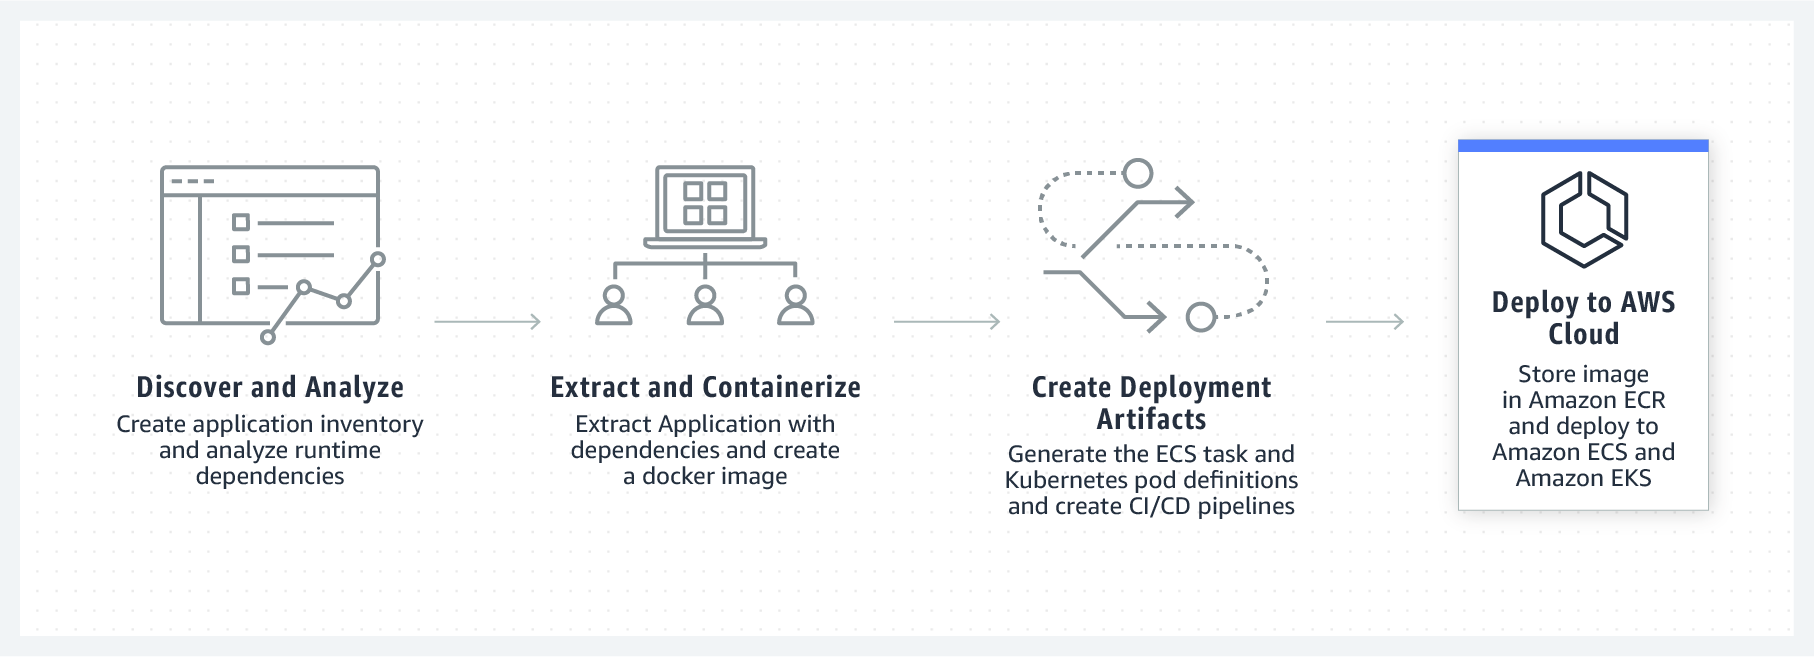 Discover and Analyze
Create application inventory
and analyze runtime
dependencies
Extract and Containerize
Extract Application with
dependencies and create
a docker image
Create Deployment
Artifacts
Generate the ECS task and
Kubernetes pod definitions
and create CI/CD pipelines
Deploy to AWS
Cloud
Store image
in Amazon ECR
and deploy to
Amazon ECS and
Amazon EKS